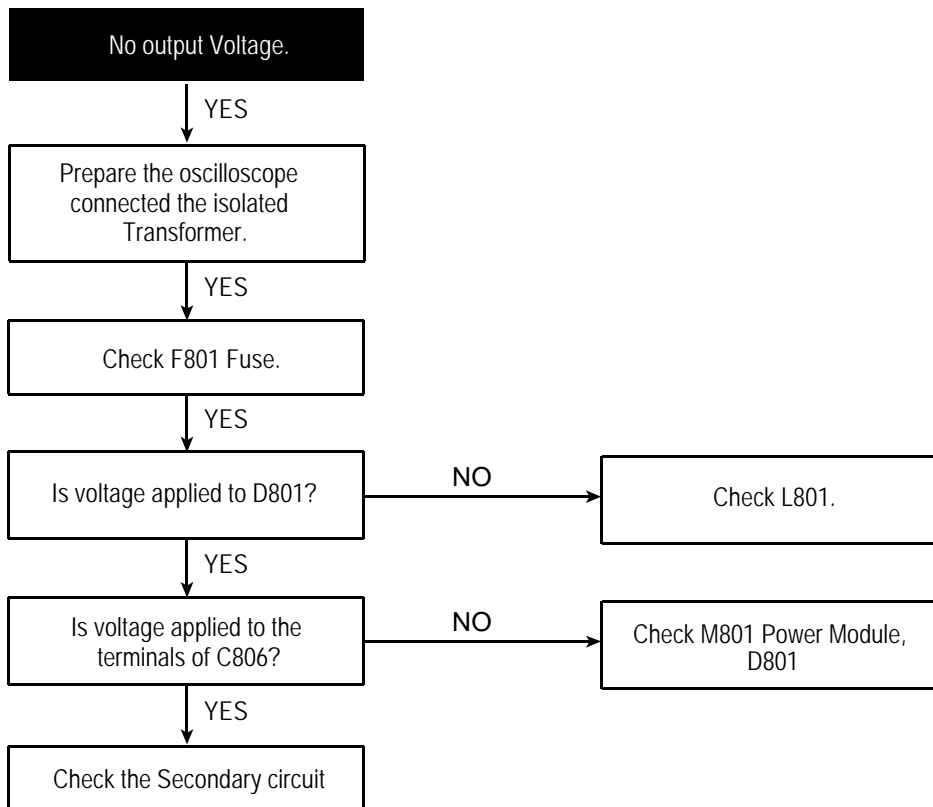 No output Voltage.
YES
Prepare the oscilloscope
connected the isolated
Transformer.
YES
Check F801 Fuse.
YES
Is voltage applied to D801?
NO
Check L801.
YES
Is voltage applied to the
terminals of C806?
NO
Check M801 Power Module,
D801
YES
Check the Secondary circuit